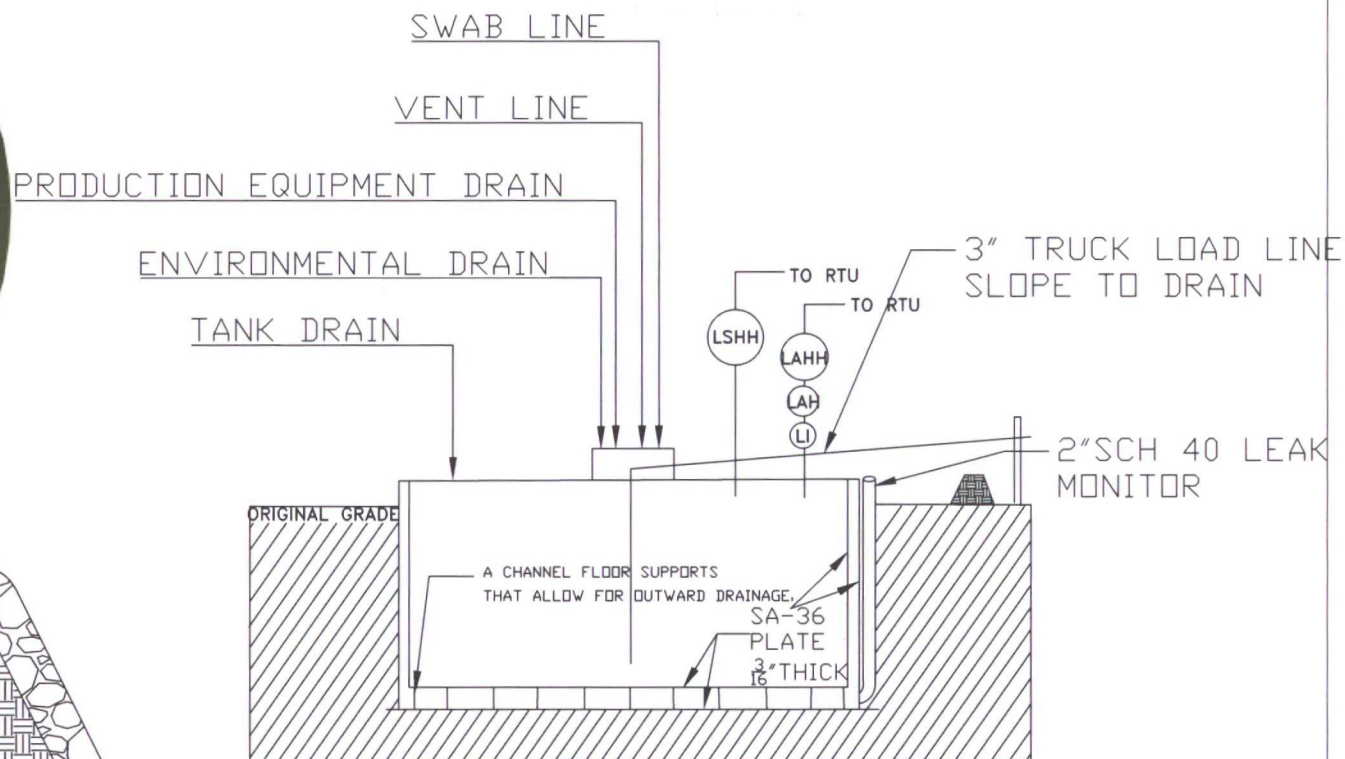 SWAB LINE
VENT LINE
PRODUCTION EQUIPMENT DRAIN
ENVIRONMENTAL DRAIN
TANK DRAIN
TO RTU
TO RTU
3" TRUCK LOAD LINE
SLOPE TO DRAIN
LSHH
LAHH
LAH
LI
2"SCH 40 LEAK
MONITOR
ORIGINAL GRADE
A CHANNEL FLOOR SUPPORTS
THAT ALLOW FOR OUTWARD DRAINAGE.
SA-36
PLATE
3/16"THICK